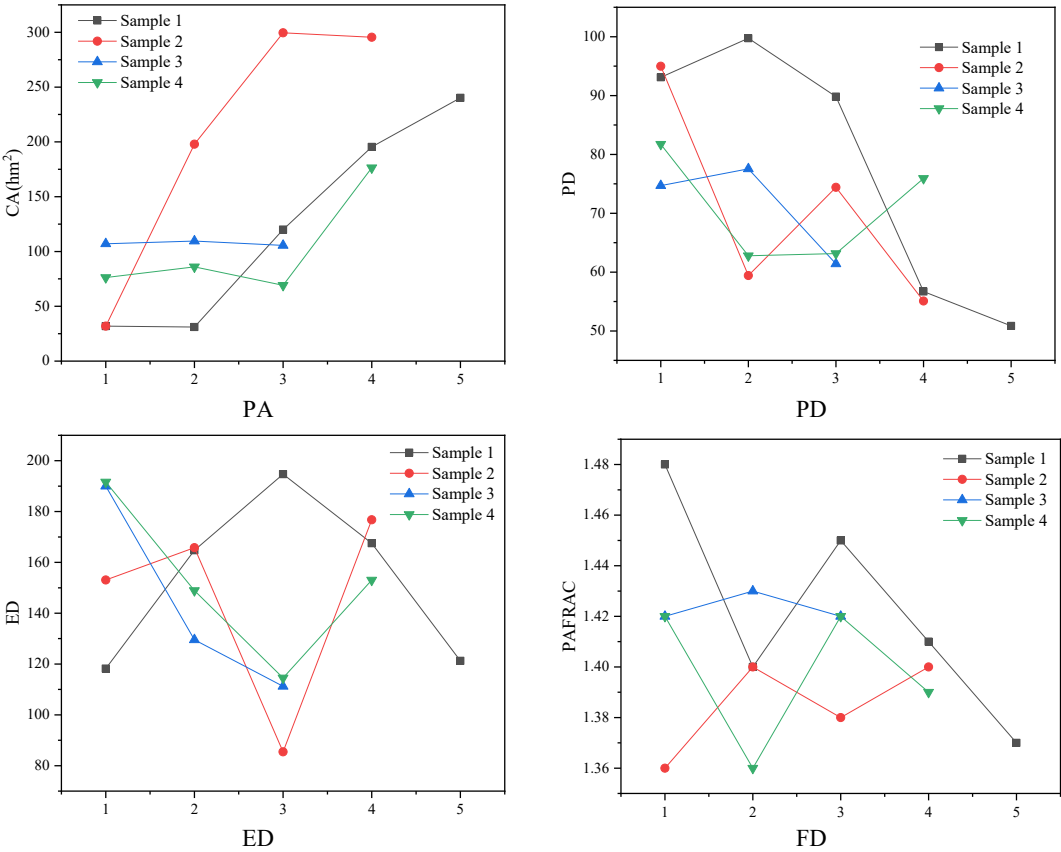 Sample 1
Sample 2
Sample 3
Sample 4
300
250
200
150
100
50
0
CA(hm²)
1 2 3 4 5
PA
Sample 1
Sample 2
Sample 3
Sample 4
100
90
80
70
60
50
PD
1 2 3 4 5
PD
Sample 1
Sample 2
Sample 3
Sample 4
200
180
160
140
120
100
80
ED
1 2 3 4 5
ED
Sample 1
Sample 2
Sample 3
Sample 4
1.48
1.46
1.44
1.42
1.40
1.38
1.36
PAFRAC
1 2 3 4 5
FD